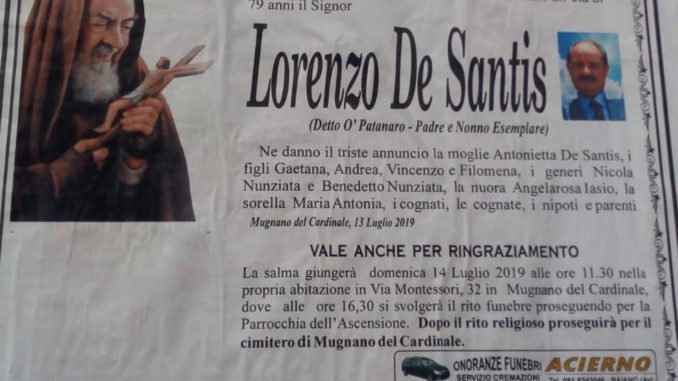 79 anni il Signor
Lorenzo De Santis
(Detto O' Patanaro - Padre e Nonno Esemplare)
Ne danno il triste annuncio la moglie Antonietta De Santis, i
figli Gaetana, Andrea, Vincenzo e Filomena, i generi Nicola
Nunziata e Benedetto Nunziata, la nuora Angelarosa Iasio, la
sorella Maria Antonia, i cognati, le cognate, i nipoti e parenti
Mugnano del Cardinale, 13 Luglio 2019
VALE ANCHE PER RINGRAZIAMENTO
La salma giungerà domenica 14 Luglio 2019 alle ore 11.30 nella
propria abitazione in Via Montessori, 32 in Mugnano del Cardinale,
dove alle ore 16,30 si svolgerà il rito funebre proseguendo per la
Parrocchia dell'Ascensione. Dopo il rito religioso proseguirà per il
cimitero di Mugnano del Cardinale.
ONORANZE FUNEBRI ACIERNO
SERVIZIO CREMAZIONI